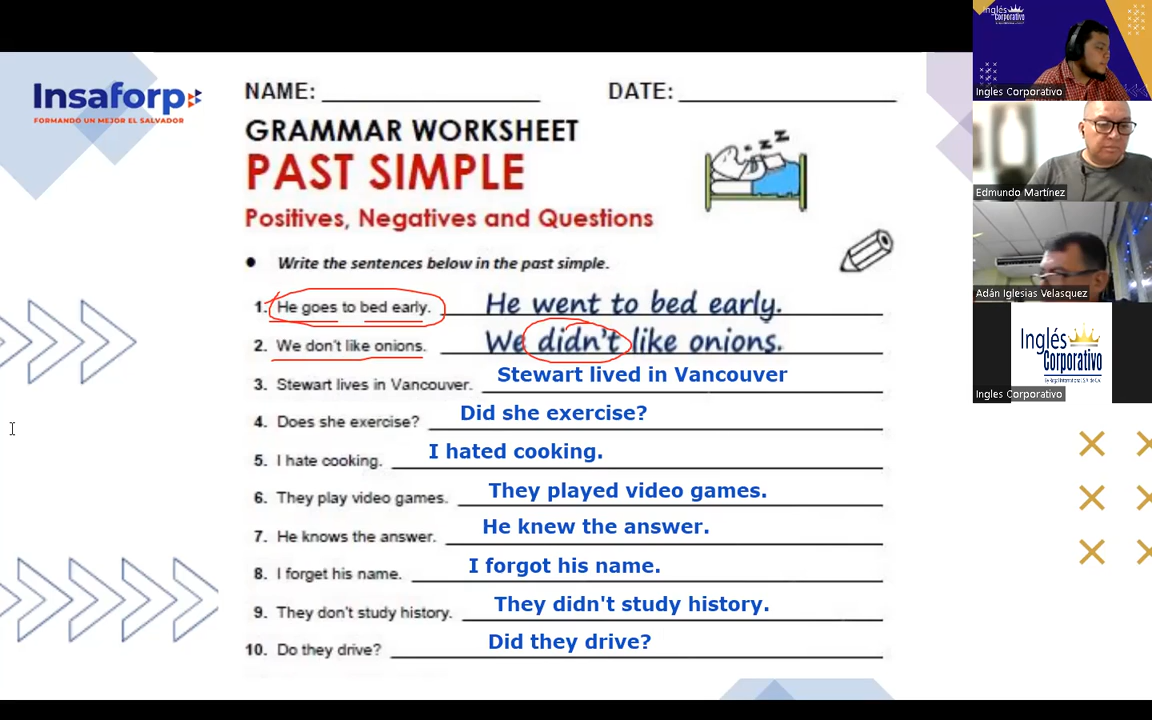 Insaforp
FORMANDO UN MEJOR EL SALVADOR
NAME: DATE:
GRAMMAR WORKSHEET
PAST SIMPLE
Positives, Negatives and Questions
z z z
• Write the sentences below in the past simple.
1. He goes to bed early. He went to bed early.
2. We don't like onions. We didn't like onions.
3. Stewart lives in Vancouver. Stewart lived in Vancouver
4. Does she exercise? Did she exercise?
5. I hate cooking. I hated cooking.
6. They play video games. They played video games.
7. He knows the answer. He knew the answer.
8. I forget his name. I forgot his name.
9. They don't study history. They didn't study history.
10. Do they drive? Did they drive?
Inglés
Corporativo
Ingles Corporativo
Edmundo Martínez
Adán Iglesias Velasquez
Inglés
Corporativo
Ingles Corporativo